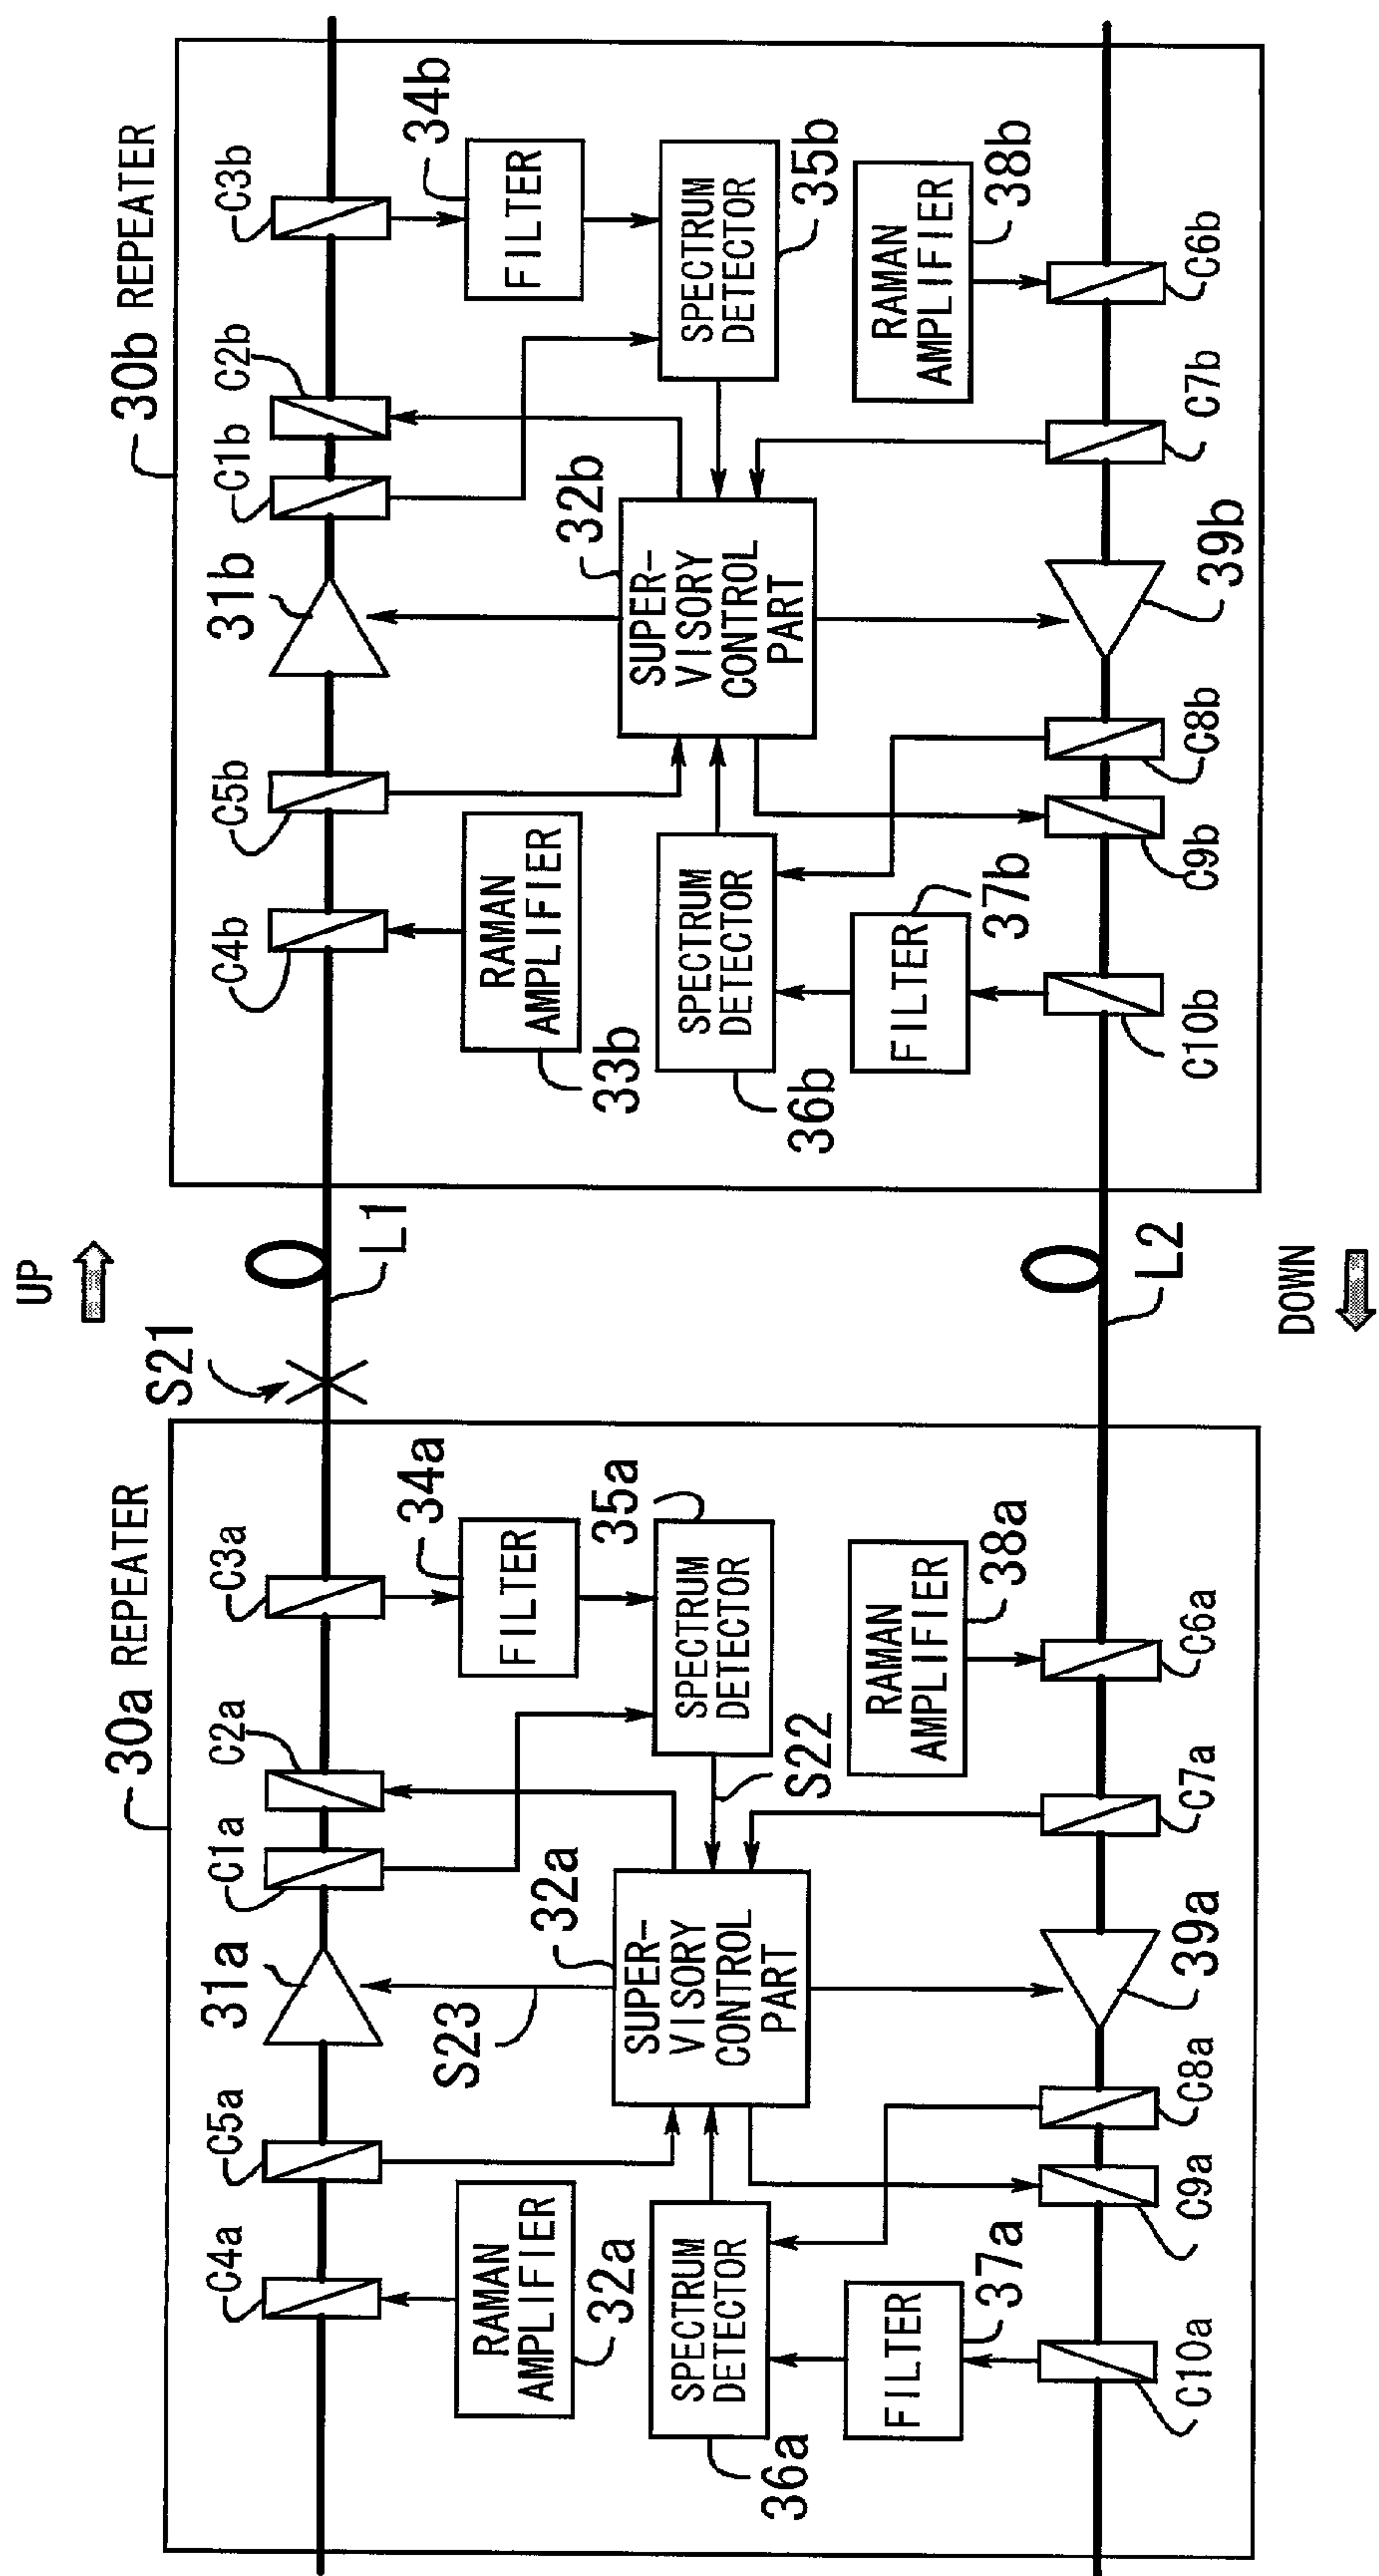 UP
DOWN
30a REPEATER
C4a
C5a
31a
C1a
C2a
C3a
S21
L1
RAMAN
AMPLIFIER
32a
S23
32a
SUPER-
VISORY
CONTROL
PART
FILTER
34a
SPECTRUM
DETECTOR
35a
S22
SPECTRUM
DETECTOR
36a
FILTER
37a
RAMAN
AMPLIFIER
38a
C10a
C9a
C8a
39a
C7a
C6a
L2
30b REPEATER
C4b
C5b
31b
C1b
C2b
C3b
RAMAN
AMPLIFIER
33b
32b
SUPER-
VISORY
CONTROL
PART
FILTER
34b
SPECTRUM
DETECTOR
35b
SPECTRUM
DETECTOR
36b
FILTER
37b
RAMAN
AMPLIFIER
38b
C10b
C9b
C8b
39b
C7b
C6b